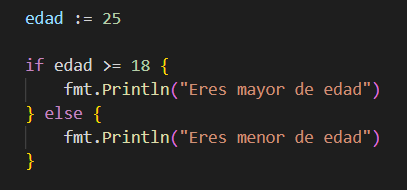 edad := 25
if edad >= 18 {
    fmt.Println("Eres mayor de edad")
} else {
    fmt.Println("Eres menor de edad")
}